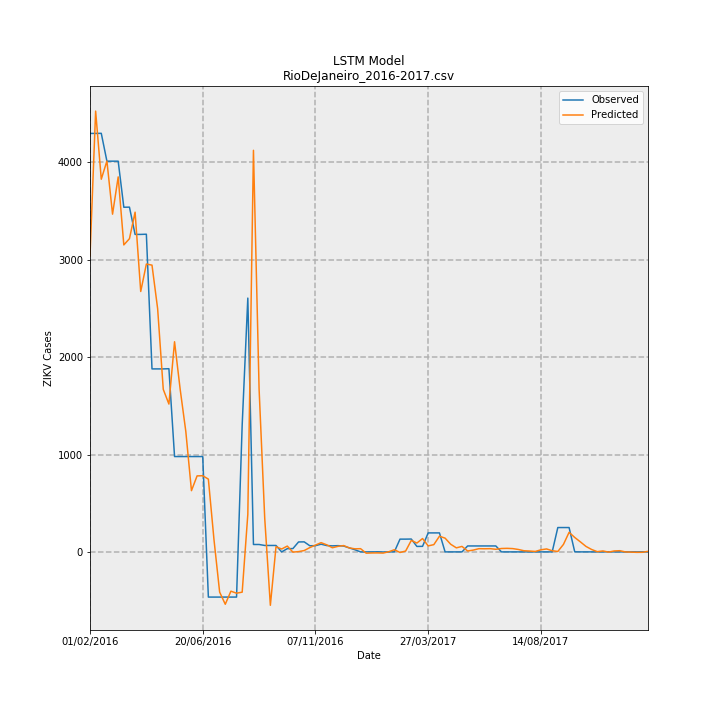 LSTM Model
RioDeJaneiro_2016-2017.csv
Observed
Predicted
4000
3000
2000
1000
0
ZIKV Cases
01/02/2016
20/06/2016
07/11/2016
27/03/2017
14/08/2017
Date